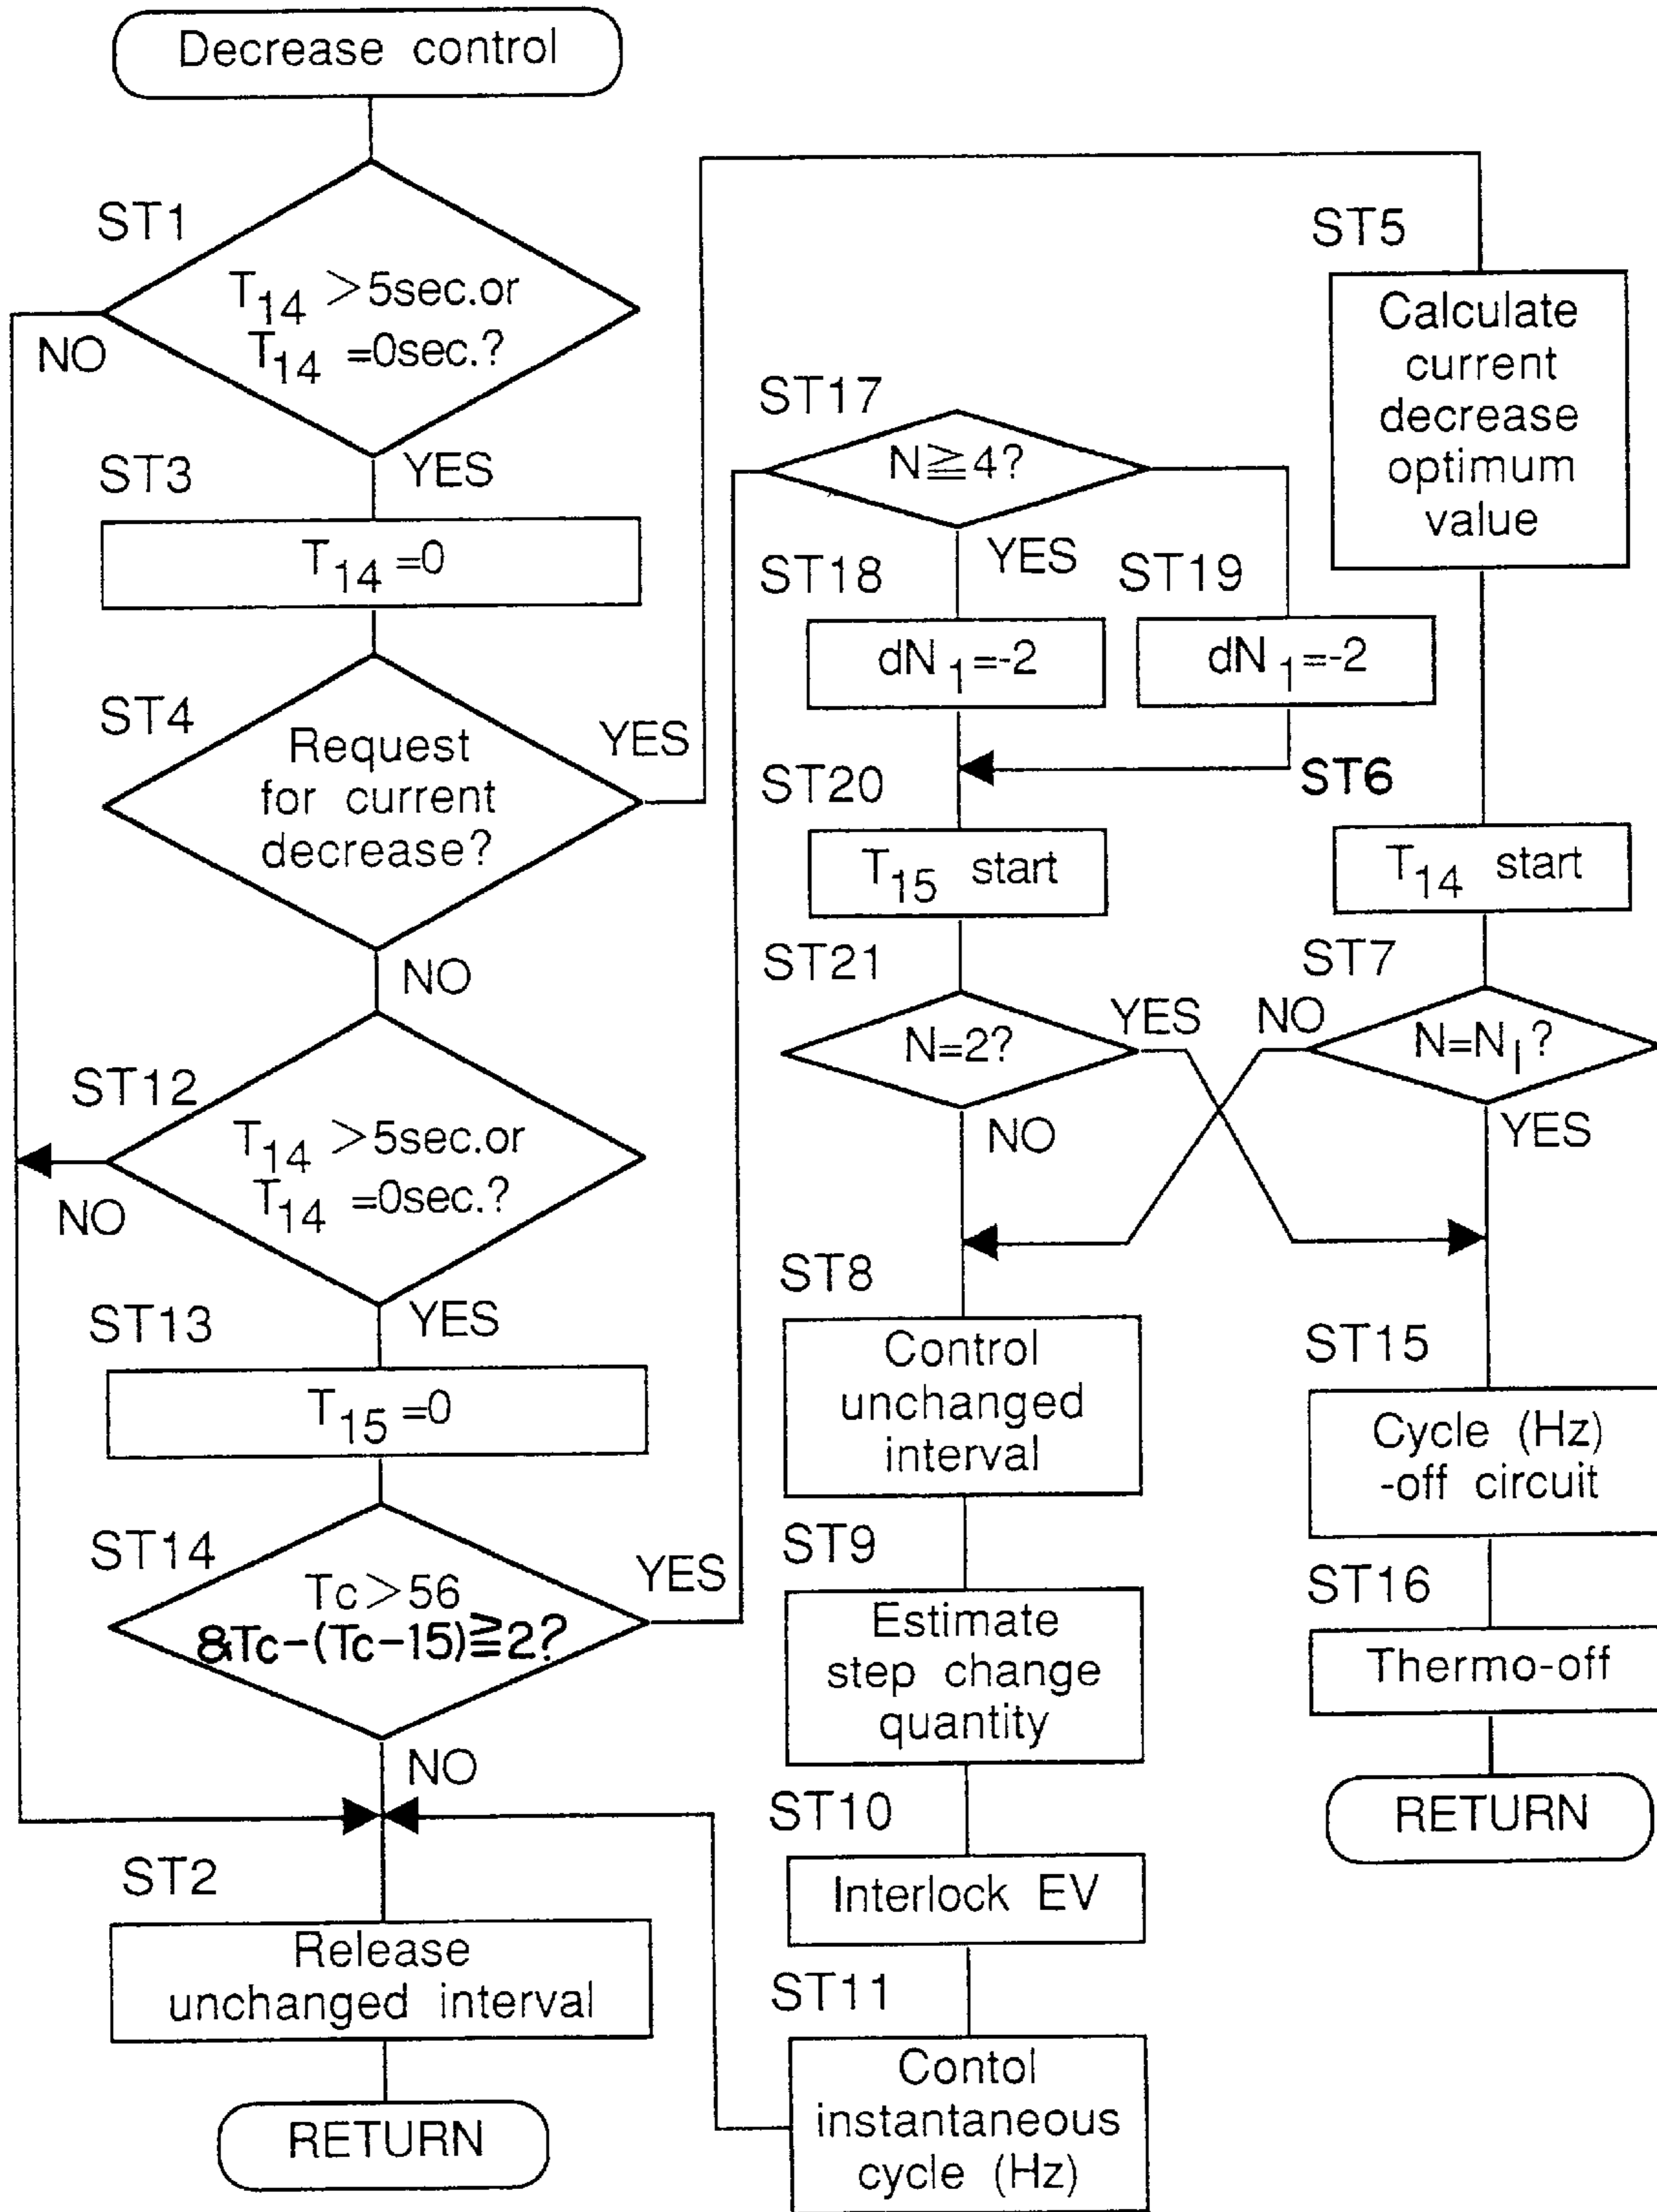 Decrease control
ST1
T14 >5sec.or
T14 =0sec.?
NO
YES
ST3
T14 =0
ST4
Request
for current
decrease?
YES
NO
ST12
T14 >5sec.or
T14 =0sec.?
NO
YES
ST13
T15 =0
ST14
Tc>56
&Tc-(Tc-15)≧2?
YES
NO
ST2
Release
unchanged interval
RETURN
ST17
N≧4?
YES
ST18
dN1=-2
ST19
dN1=-2
ST20
T15 start
ST21
N=2?
YES
NO
ST8
Control
unchanged
interval
ST9
Estimate
step change
quantity
ST10
Interlock EV
ST11
Contol
instantaneous
cycle (Hz)
ST5
Calculate
current
decrease
optimum
value
ST6
T14 start
ST7
N=NI?
NO
YES
ST15
Cycle (Hz)
-off circuit
ST16
Thermo-off
RETURN